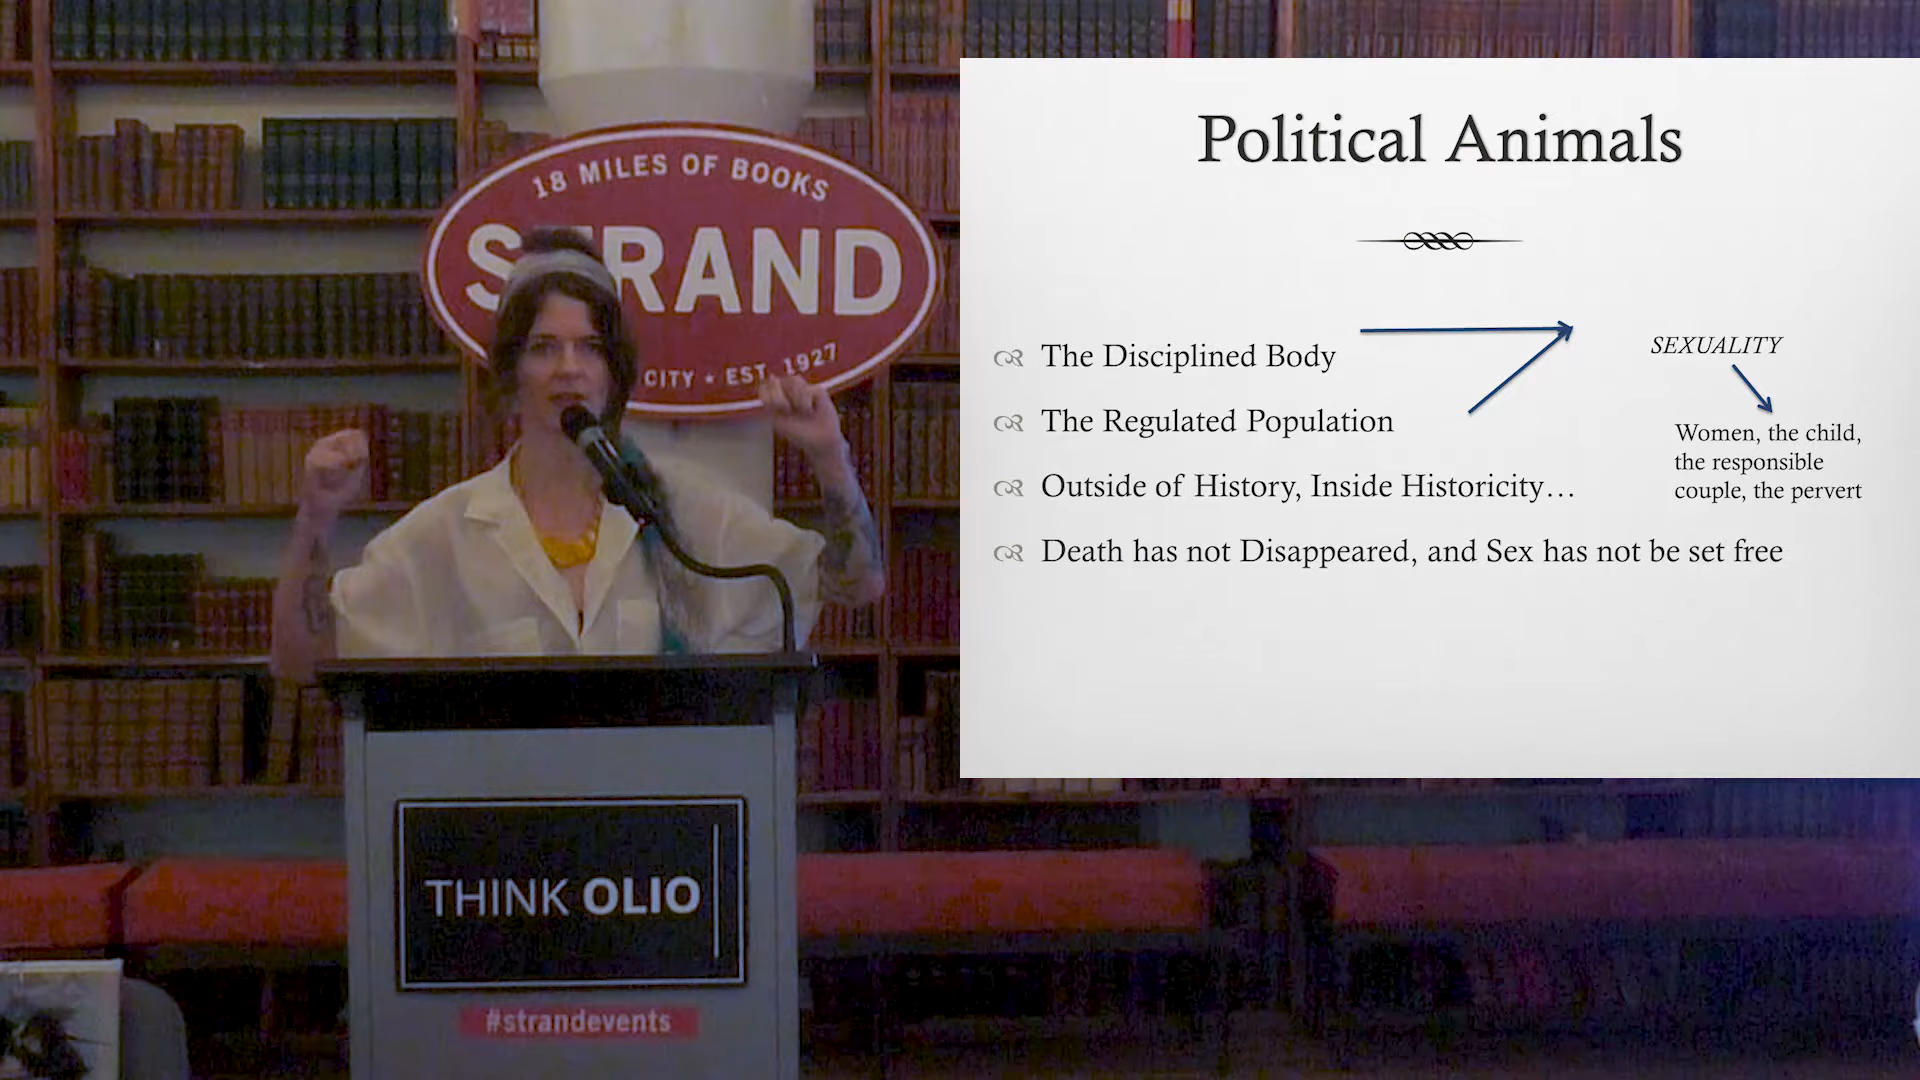 18 MILES OF BOOKS
STRAND
CITY ★ EST. 1927
THINK OLIO
#strandevents
Political Animals
The Disciplined Body
The Regulated Population
Outside of History, Inside Historicity…
Death has not Disappeared, and Sex has not be set free
SEXUALITY
Women, the child,
the responsible
couple, the pervert